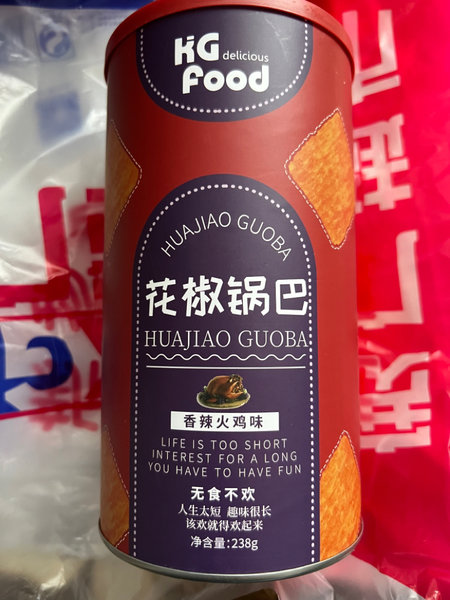 KG delicious
Food
HUAJIAO GUOBA
花椒锅巴
HUAJIAO GUOBA
香辣火鸡味
LIFE IS TOO SHORT
INTEREST FOR A LONG
YOU HAVE TO HAVE FUN
无食不欢
人生太短 趣味很长
该欢就得欢起来
净含量:238g